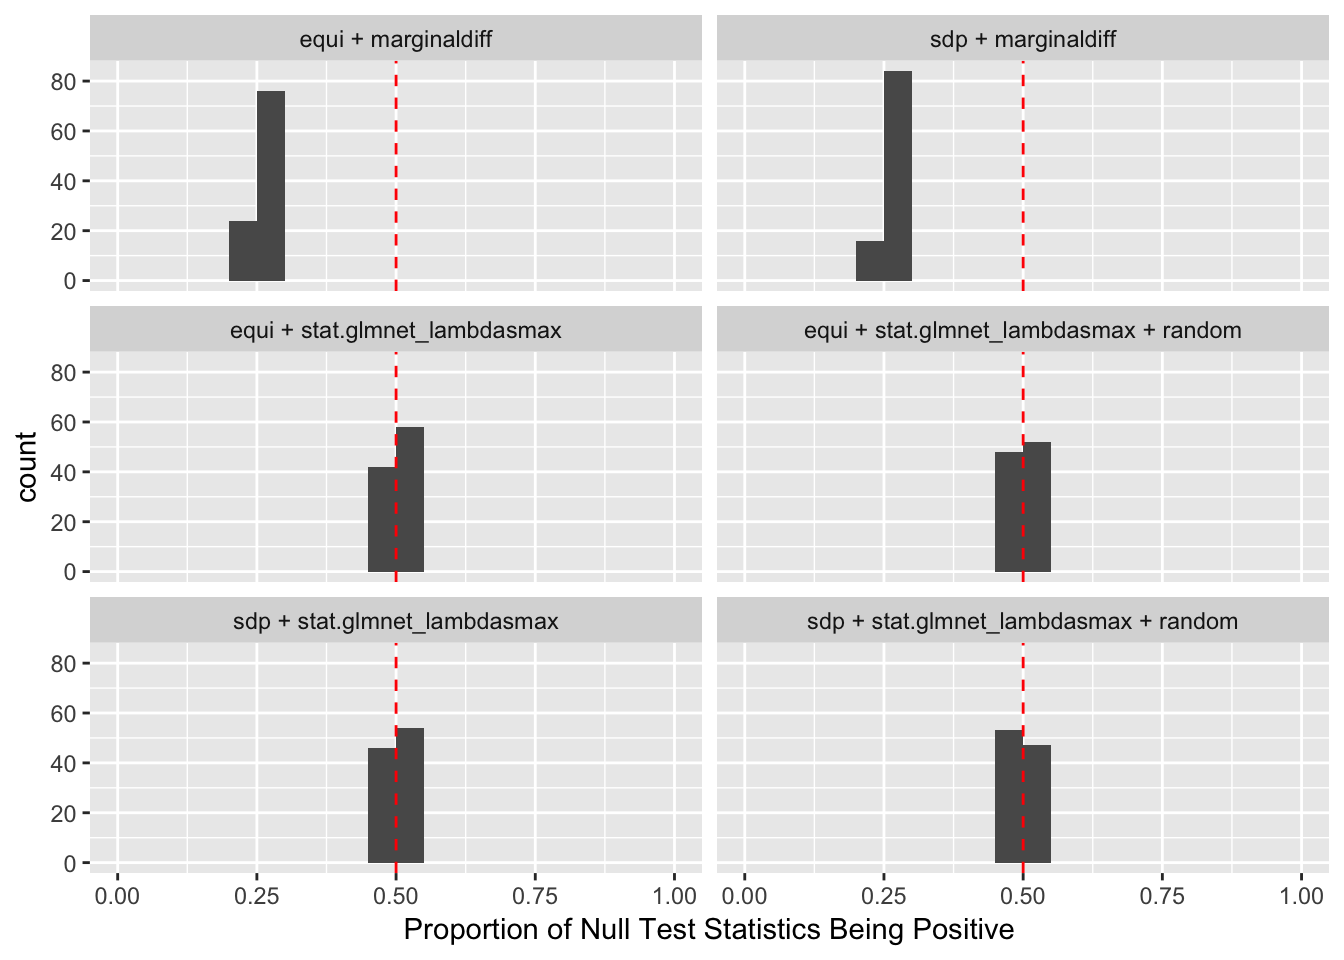 equi + marginaldiff
sdp + marginaldiff
80
60
40
20
0
equi + stat.glmnet_lambdasmax
equi + stat.glmnet_lambdasmax + random
80
60
40
20
0
count
sdp + stat.glmnet_lambdasmax
sdp + stat.glmnet_lambdasmax + random
80
60
40
20
0
0.00 0.25 0.50 0.75 1.00 0.00 0.25 0.50 0.75 1.00
Proportion of Null Test Statistics Being Positive